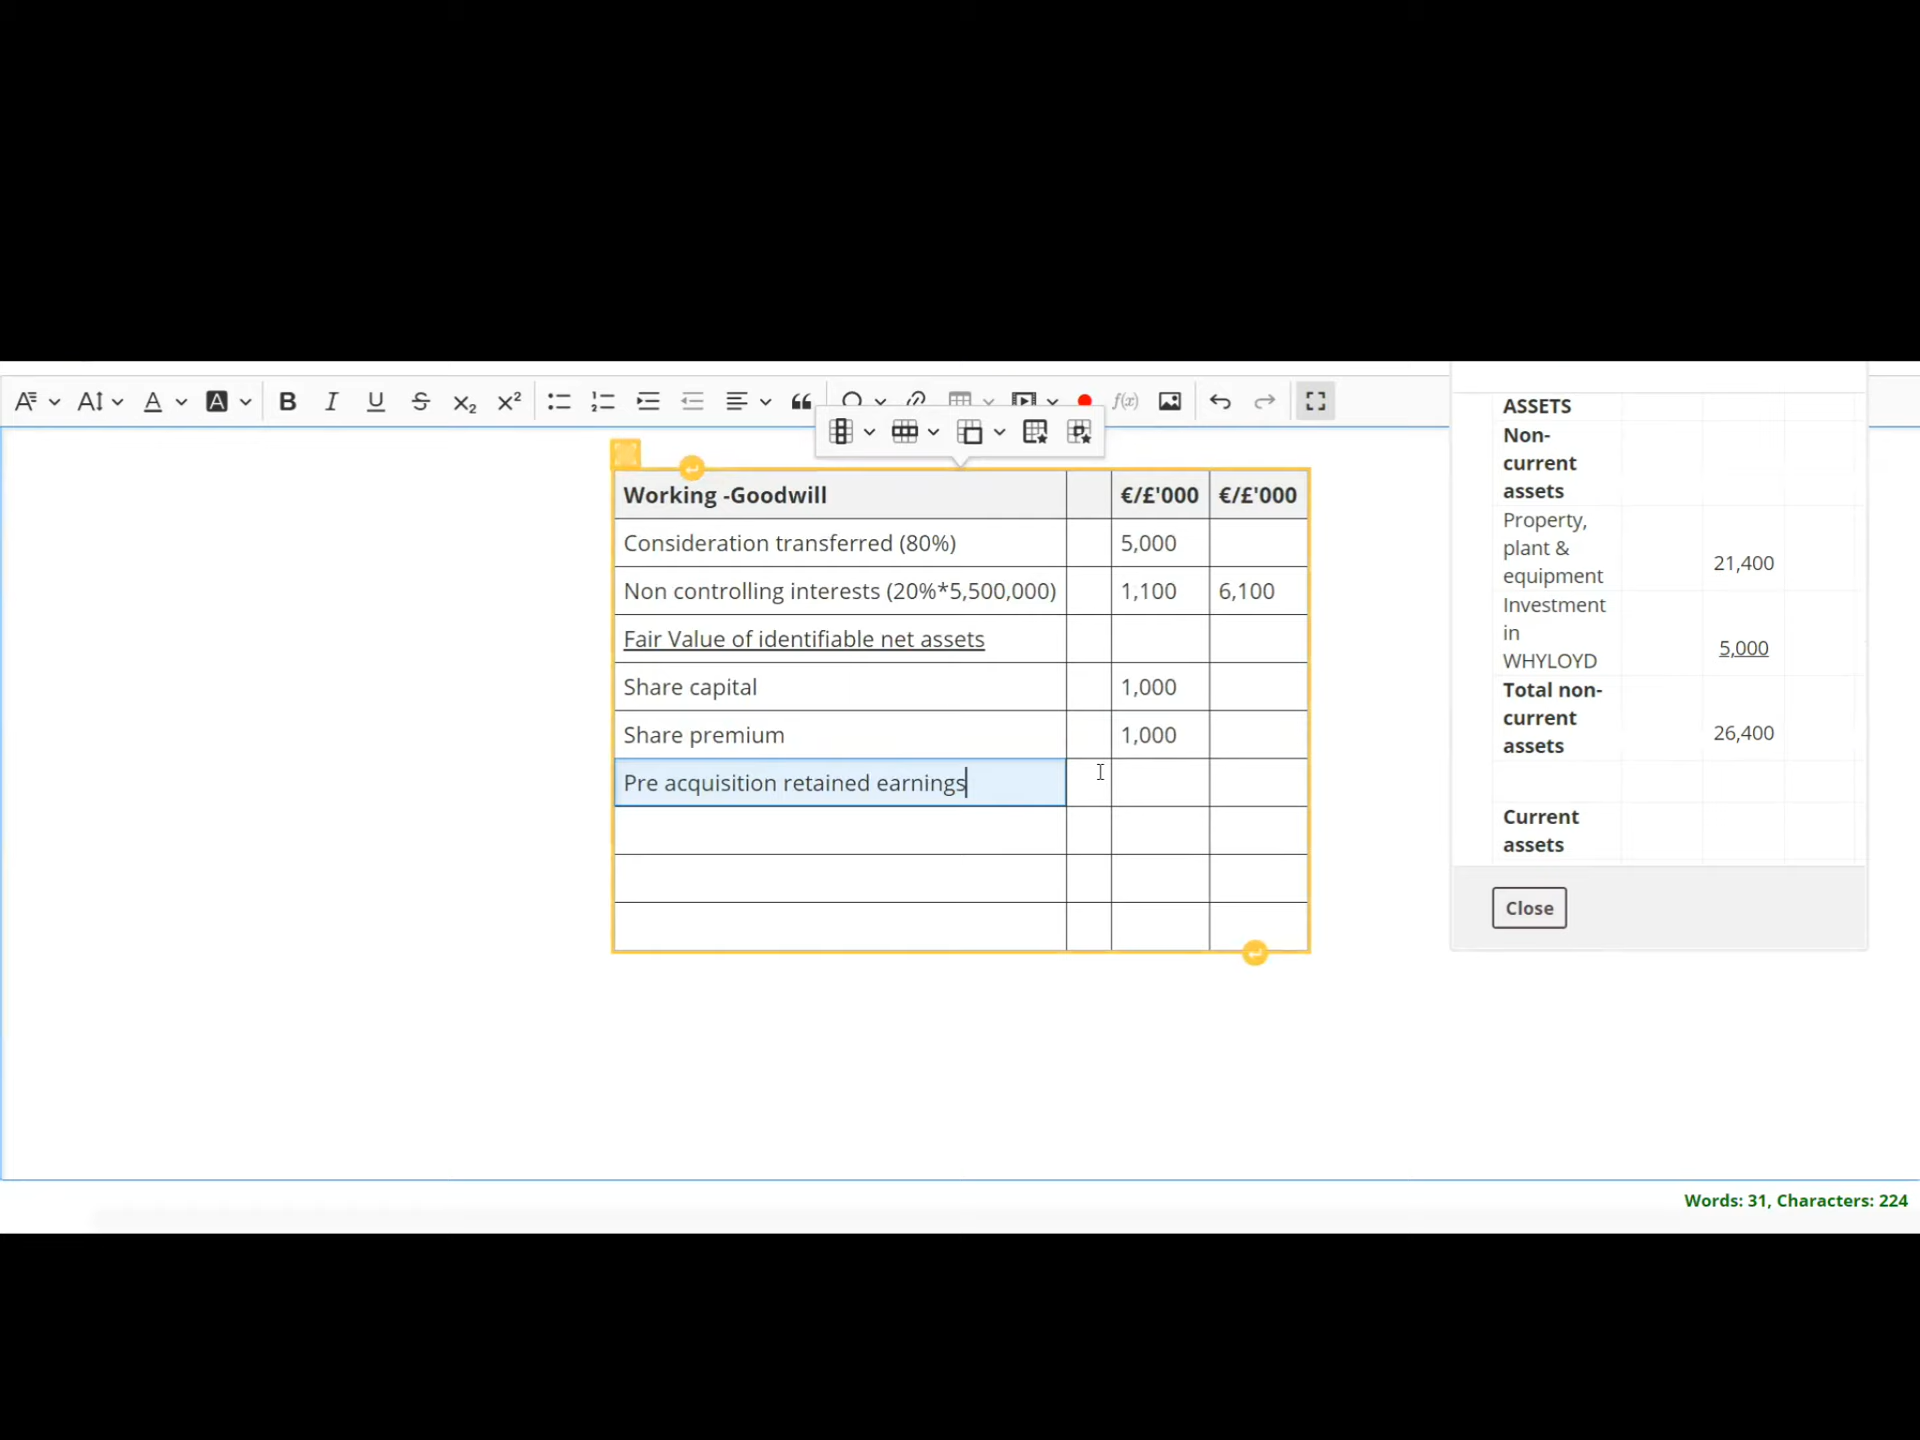 Working -Goodwill €/£'000 €/£'000
Consideration transferred (80%) 5,000
Non controlling interests (20%*5,500,000) 1,100 6,100
Fair Value of identifiable net assets
Share capital 1,000
Share premium 1,000
Pre acquisition retained earnings
ASSETS
Non-
current
assets
Property,
plant &
equipment
21,400
Investment
in
WHYLOYD
5,000
Total non-
current
assets
26,400
Current
assets
Close
Words: 31, Characters: 224